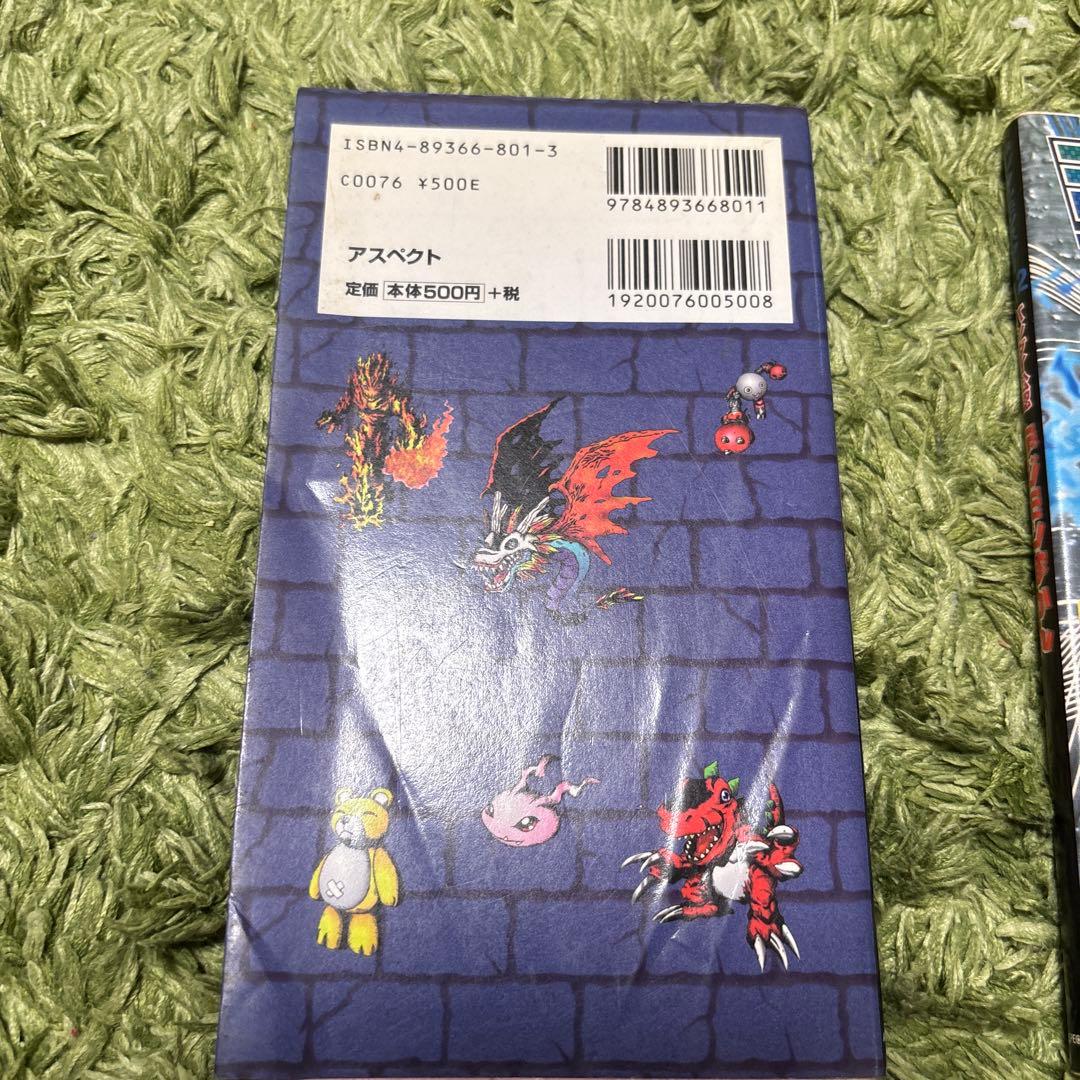 ISBN4-89366-801-3
C0076 ¥500E
9784893668011
アスペクト
定価 本体500円 +税
1920076005008